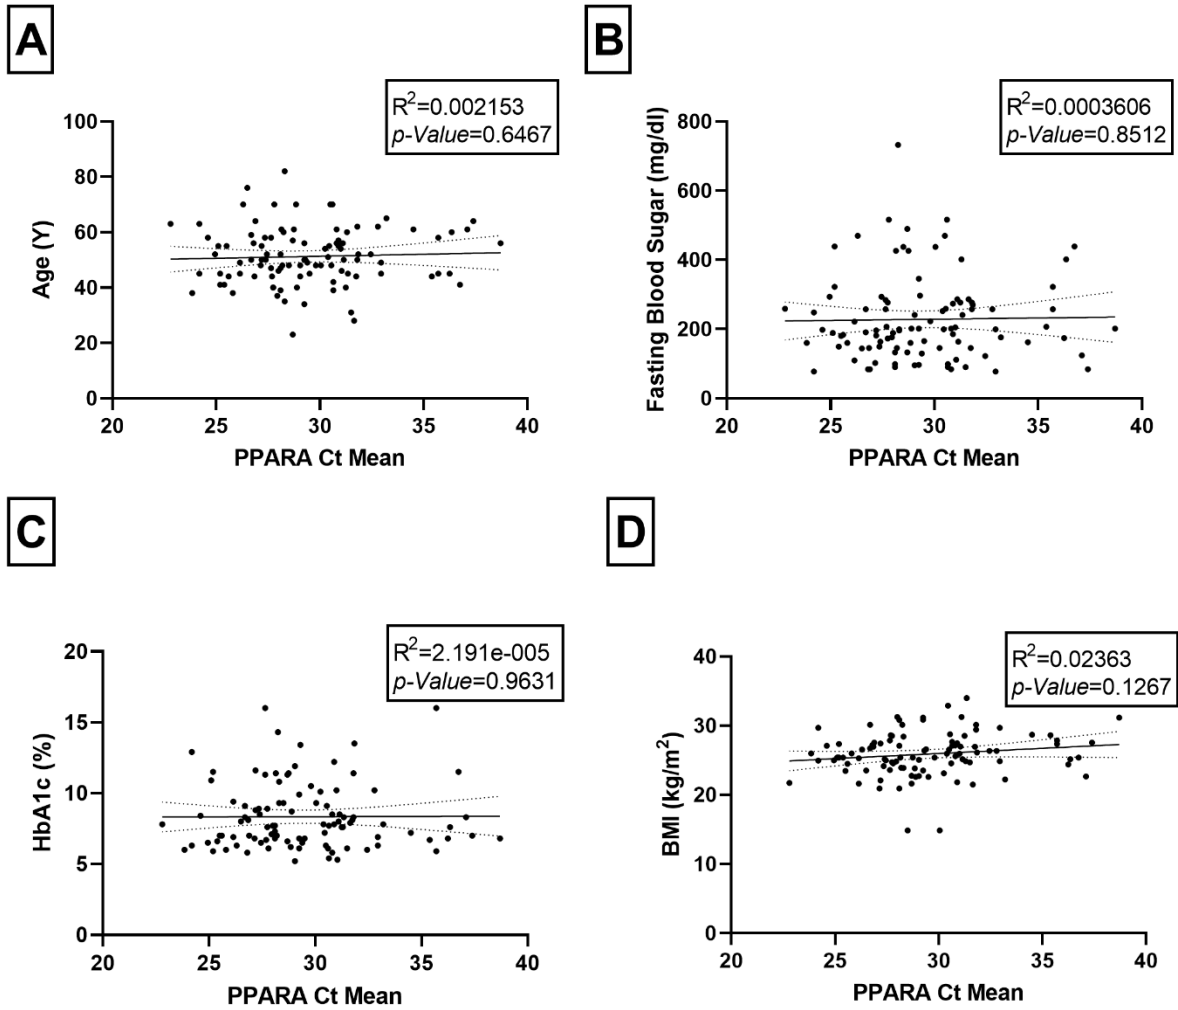 A
R²=0.002153
p-Value=0.6467
Age (Y)
100
80
60
40
20
0
20 25 30 35 40
PPARA Ct Mean
B
R²=0.0003606
p-Value=0.8512
Fasting Blood Sugar (mg/dl)
800
600
400
200
0
20 25 30 35 40
PPARA Ct Mean
C
R²=2.191e-005
p-Value=0.9631
HbA1c (%)
20
15
10
5
0
20 25 30 35 40
PPARA Ct Mean
D
R²=0.02363
p-Value=0.1267
BMI (kg/m²)
40
30
20
10
0
20 25 30 35 40
PPARA Ct Mean